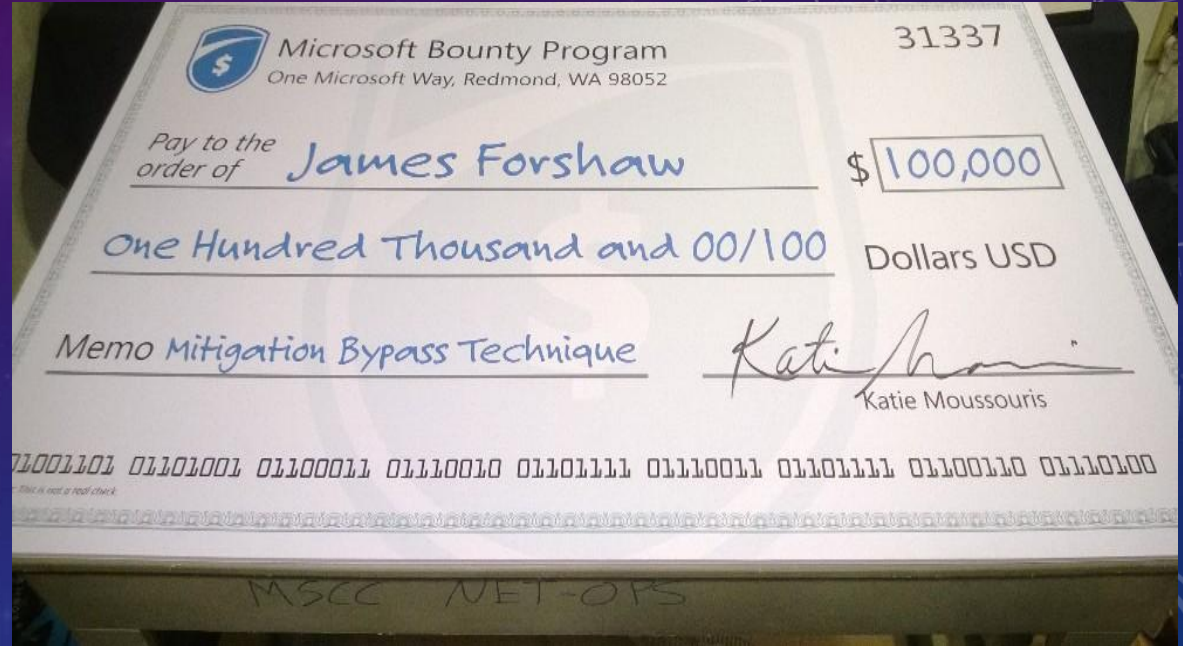 Microsoft Bounty Program
31337
One Microsoft Way, Redmond, WA 98052
Pay to the
order of James Forshaw $ 100,000
One Hundred Thousand and 00/100 Dollars USD
Memo Mitigation Bypass Technique
Katie Moussouris
01001101 01101001 01100011 01110010 01101111 01110011 01101111 01100110 01110100
This is not a real check
MSCC NET-OPS